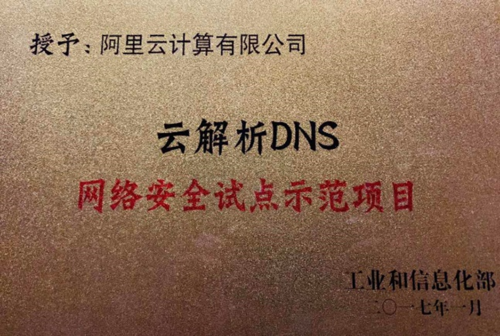 授予：阿里云计算有限公司
云解析DNS
网络安全试点示范项目
工业和信息化部
二〇一七年一月